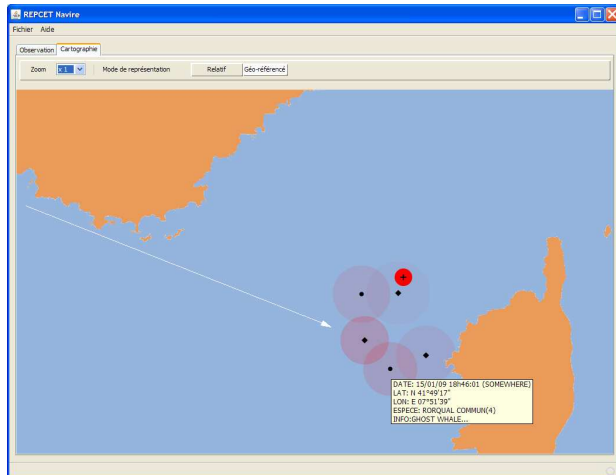 REPCET Navire
Fichier Aide
Observation Cartographie
Zoom x 1 Mode de représentation Relatif Géo-référencé
DATE: 15/01/09 18h46:01 (SOMEWHERE)
LAT: N 41°49'17"
LON: E 07°51'39"
ESPECE: RORQUAL COMMUN(4)
INFO:GHOST WHALE...